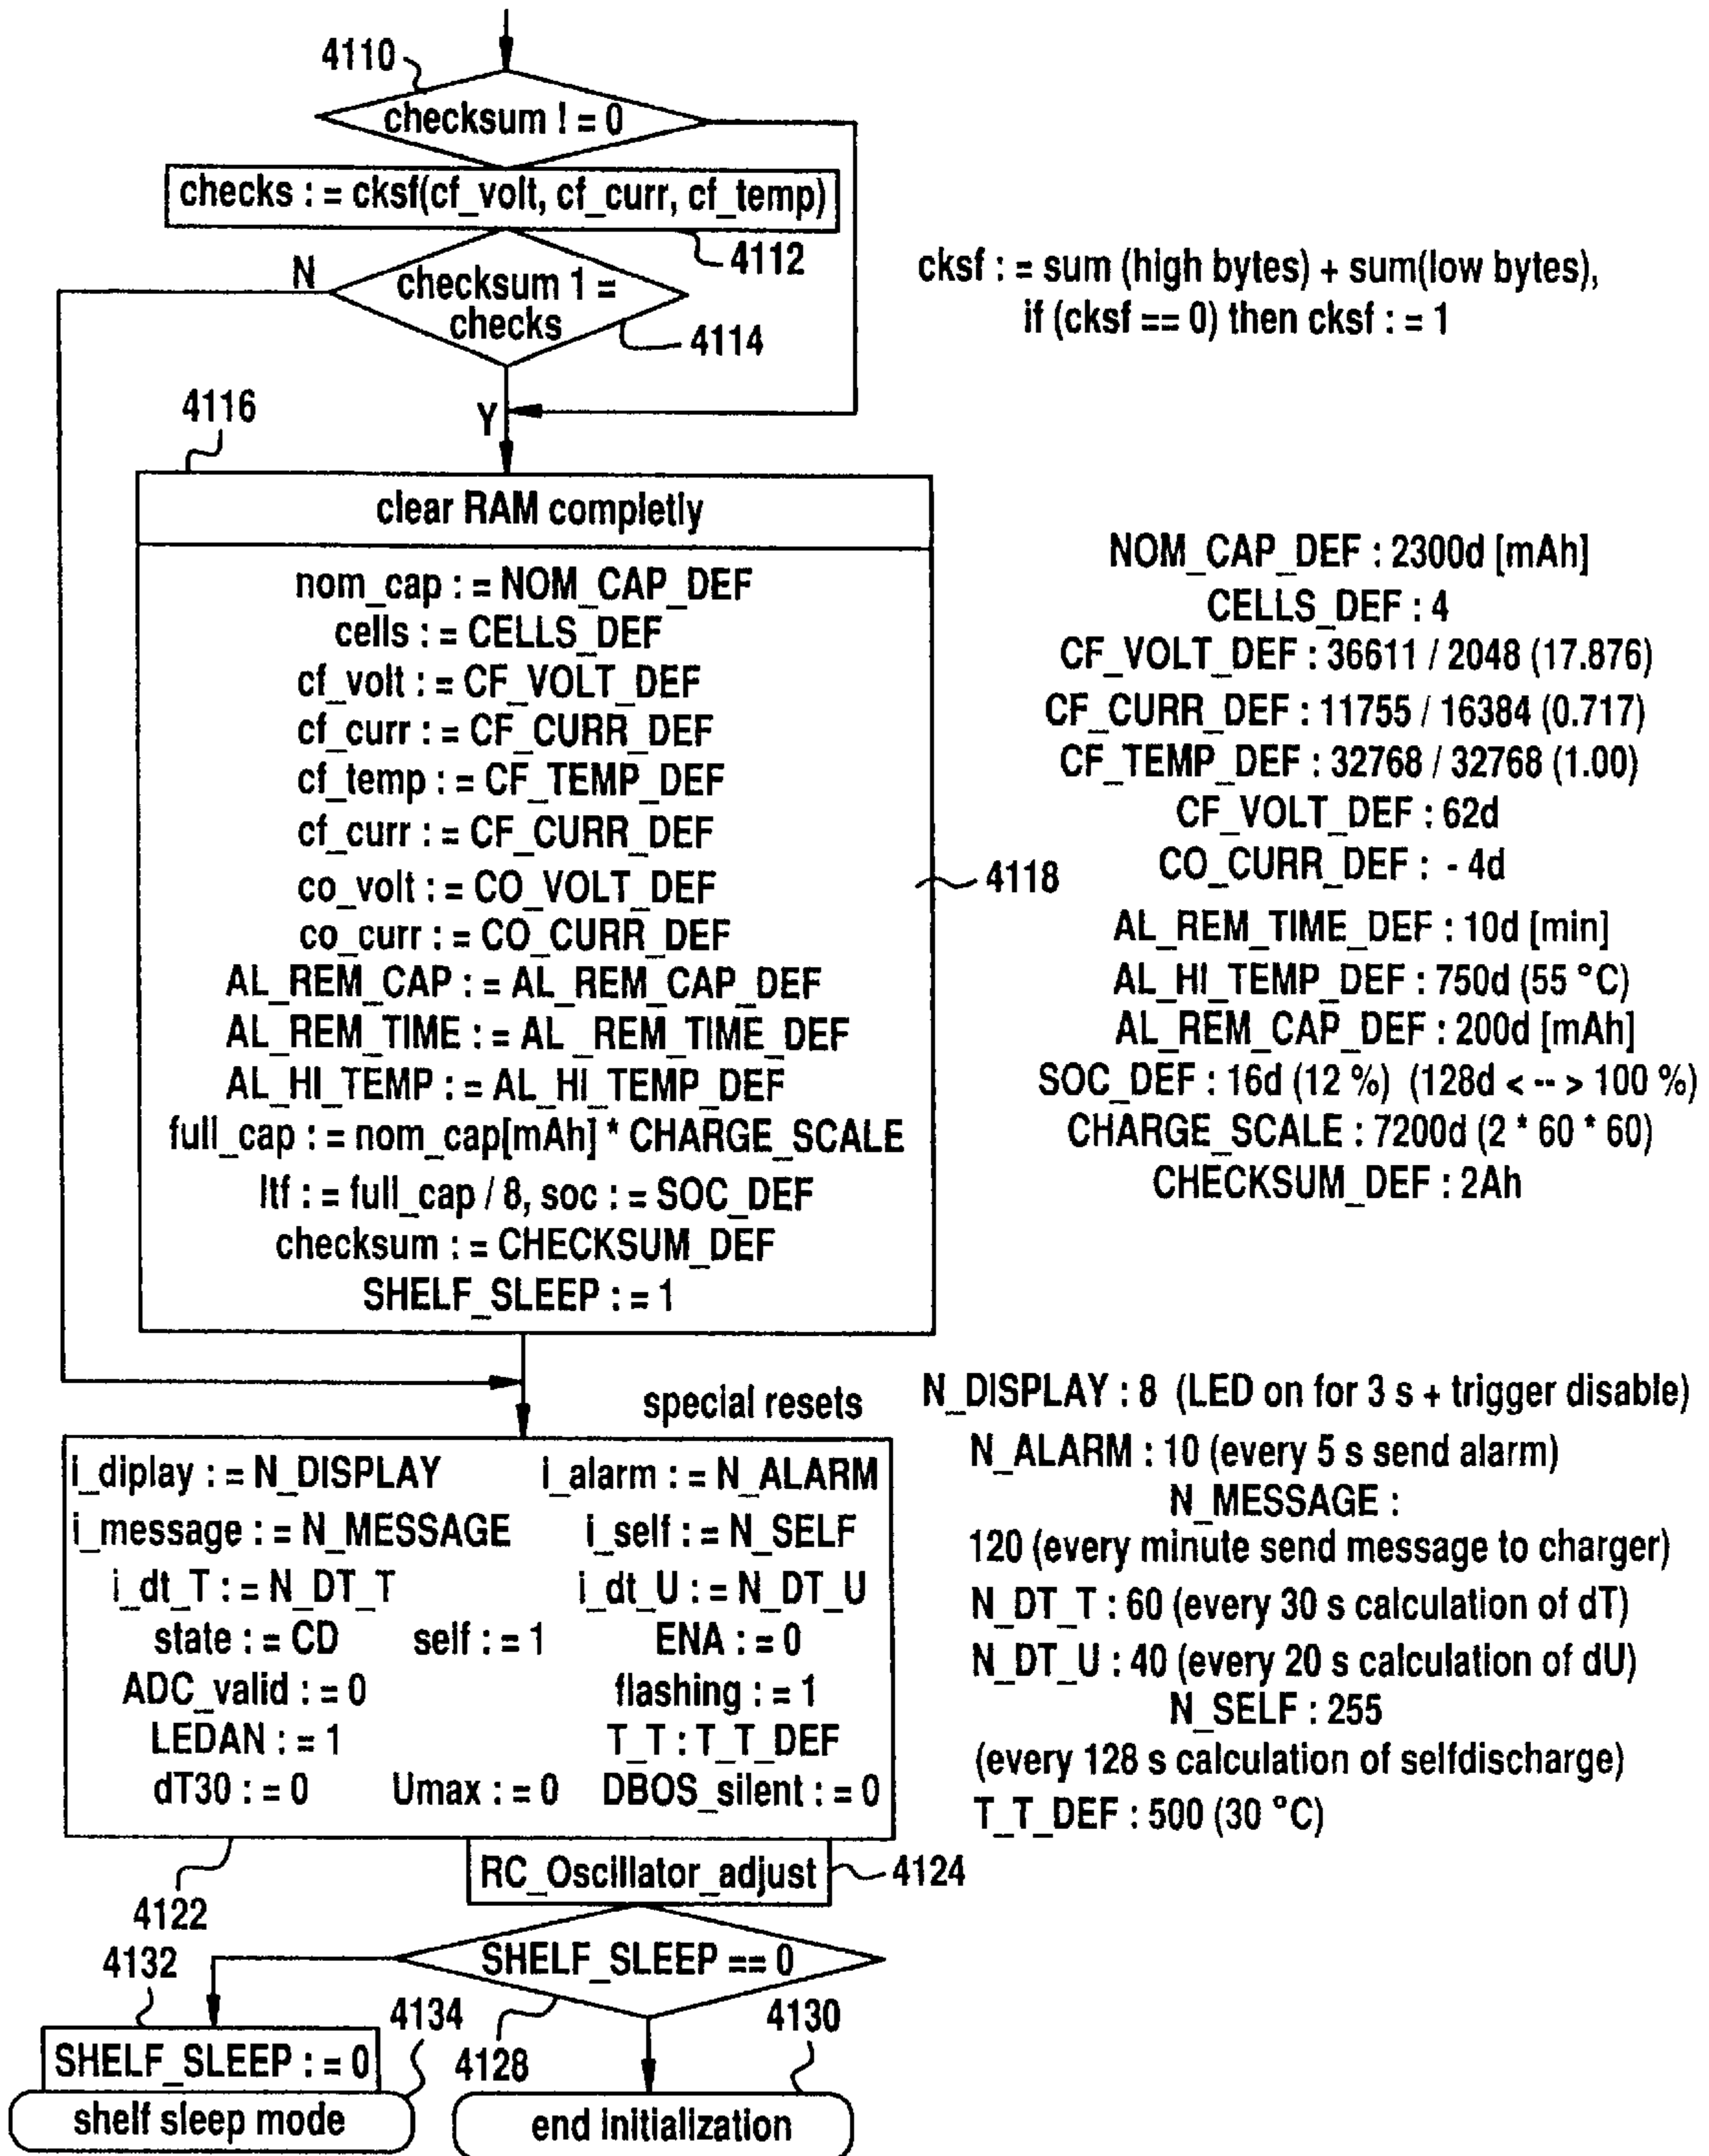 4110
checksum ! = 0
checks : = cksf(cf_volt, cf_curr, cf_temp)
4112
N
checksum 1 =
checks
4114
cksf : = sum (high bytes) + sum(low bytes),
if (cksf == 0) then cksf : = 1
4116
Y
clear RAM completly
nom_cap : = NOM_CAP_DEF
cells : = CELLS_DEF
cf_volt : = CF_VOLT_DEF
cf_curr : = CF_CURR_DEF
cf_temp : = CF_TEMP_DEF
cf_curr : = CF_CURR_DEF
co_volt : = CO_VOLT_DEF
co_curr : = CO_CURR_DEF
AL_REM_CAP : = AL_REM_CAP_DEF
AL_REM_TIME : = AL _REM_TIME_DEF
AL_HI_TEMP : = AL_HI_TEMP_DEF
full_cap : = nom_cap[mAh] * CHARGE_SCALE
ltf : = full_cap / 8, soc : = SOC_DEF
checksum : = CHECKSUM_DEF
SHELF_SLEEP : = 1
4118
NOM_CAP_DEF : 2300d [mAh]
CELLS_DEF : 4
CF_VOLT_DEF : 36611 / 2048 (17.876)
CF_CURR_DEF : 11755 / 16384 (0.717)
CF_TEMP_DEF : 32768 / 32768 (1.00)
CF_VOLT_DEF : 62d
CO_CURR_DEF : - 4d
AL_REM_TIME_DEF : 10d [min]
AL_HI_TEMP_DEF : 750d (55 °C)
AL_REM_CAP_DEF : 200d [mAh]
SOC_DEF : 16d (12 %) (128d < -- > 100 %)
CHARGE_SCALE : 7200d (2 * 60 * 60)
CHECKSUM_DEF : 2Ah
special resets
i_diplay : = N_DISPLAY i_alarm : = N_ALARM
i_message : = N_MESSAGE i_self : = N_SELF
i_dt_T : = N_DT_T i_dt_U : = N_DT_U
state : = CD self : = 1 ENA : = 0
ADC_valid : = 0 flashing : = 1
LEDAN : = 1 T_T : T_T_DEF
dT30 : = 0 Umax : = 0 DBOS_silent : = 0
N_DISPLAY : 8 (LED on for 3 s + trigger disable)
N_ALARM : 10 (every 5 s send alarm)
N_MESSAGE :
120 (every minute send message to charger)
N_DT_T : 60 (every 30 s calculation of dT)
N_DT_U : 40 (every 20 s calculation of dU)
N_SELF : 255
(every 128 s calculation of selfdischarge)
T_T_DEF : 500 (30 °C)
4122
RC_Oscillator_adjust
4124
SHELF_SLEEP == 0
4128
4132
SHELF_SLEEP : = 0
4134
shelf sleep mode
4130
end initialization